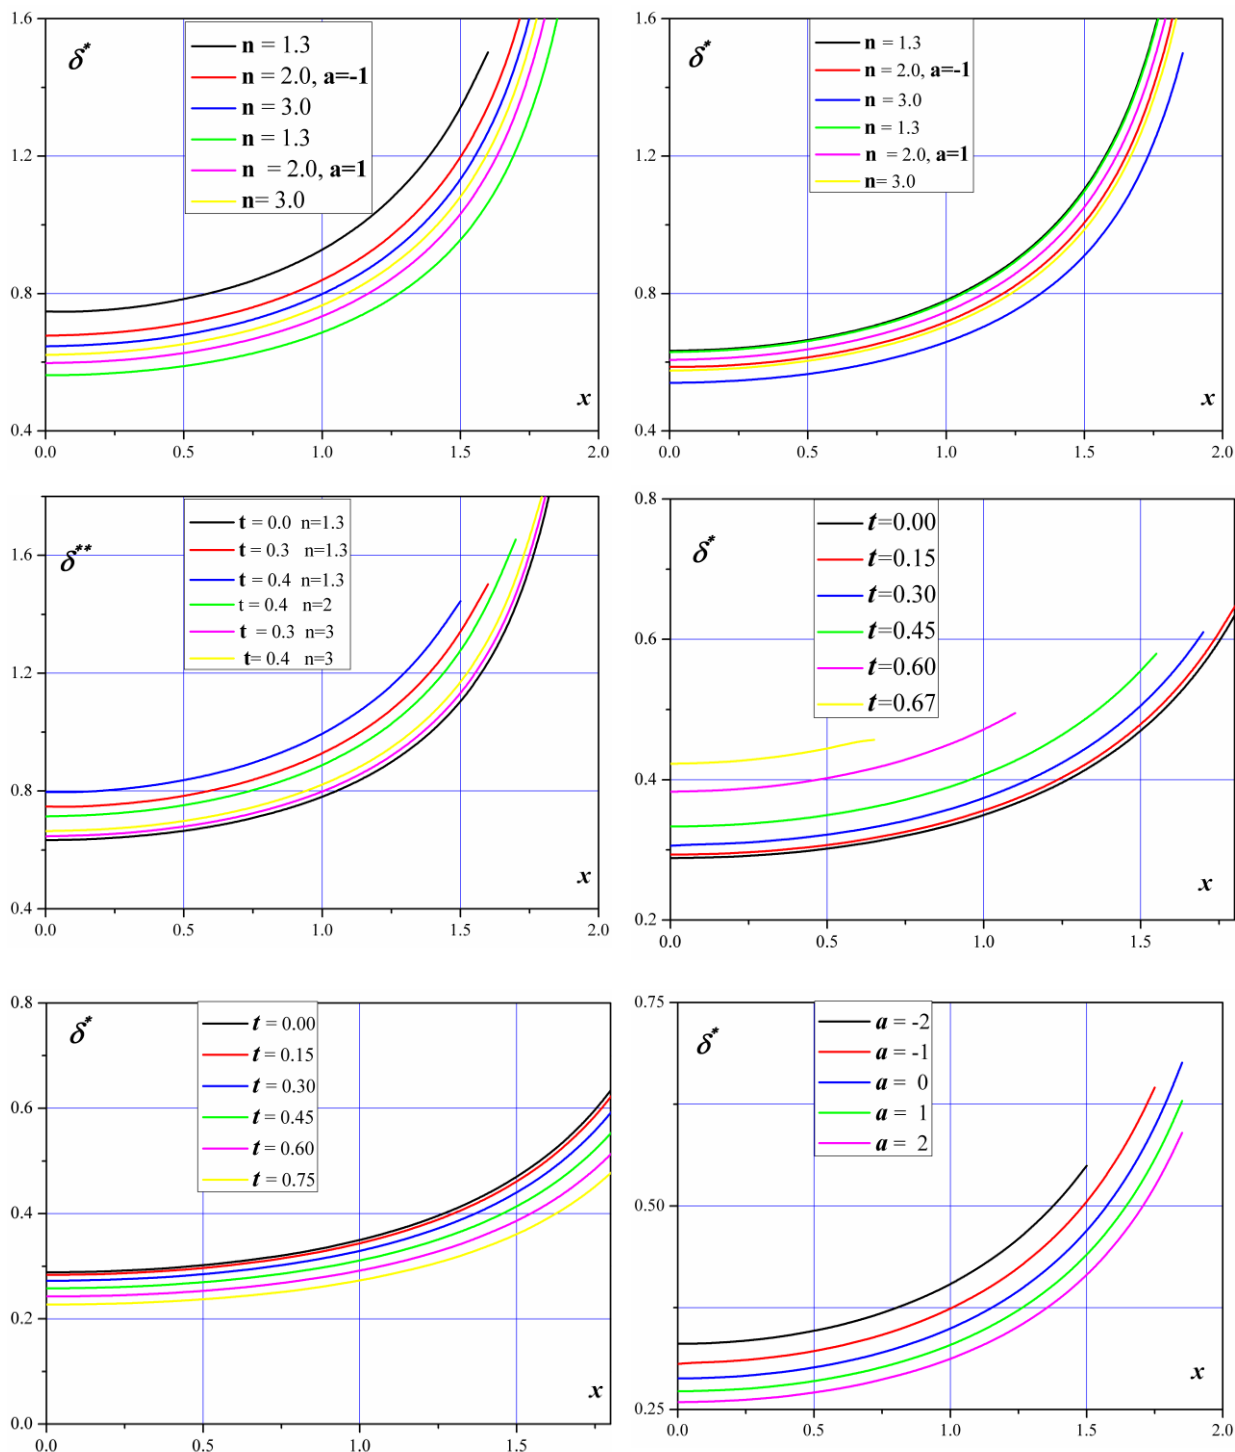 1.6
1.2
0.8
0.4
δ*
n = 1.3
n = 2.0, a=-1
n = 3.0
n = 1.3
n = 2.0, a=1
n= 3.0
x
0.0 0.5 1.0 1.5 2.0
1.6
1.2
0.8
0.4
δ*
n = 1.3
n = 2.0, a=-1
n = 3.0
n = 1.3
n = 2.0, a=1
n= 3.0
x
0.0 0.5 1.0 1.5 2.0
1.6
1.2
0.8
0.4
δ**
t = 0.0 n=1.3
t = 0.3 n=1.3
t = 0.4 n=1.3
t = 0.4 n=2
t = 0.3 n=3
t= 0.4 n=3
x
0.0 0.5 1.0 1.5 2.0
0.8
0.6
0.4
0.2
δ*
t=0.00
t=0.15
t=0.30
t=0.45
t=0.60
t=0.67
x
0.0 0.5 1.0 1.5
0.8
0.6
0.4
0.2
0.0
δ*
t = 0.00
t = 0.15
t = 0.30
t = 0.45
t = 0.60
t = 0.75
x
0.0 0.5 1.0 1.5
0.75
0.50
0.25
δ*
a = -2
a = -1
a = 0
a = 1
a = 2
x
0.0 0.5 1.0 1.5 2.0